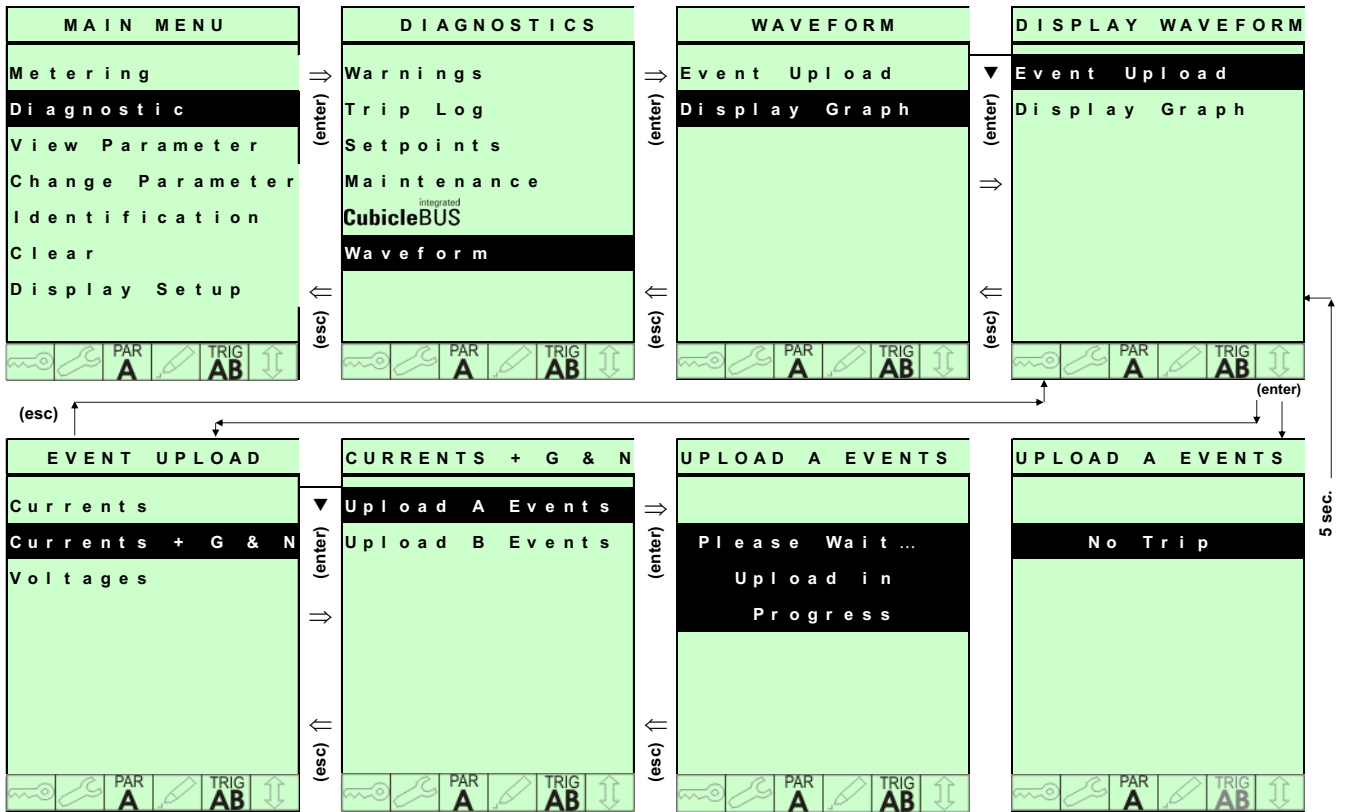 MAIN MENU
Metering
Diagnostic
View Parameter
Change Parameter
Identification
Clear
Display Setup
PAR
A
TRIG
AB
(enter)
(esc)
DIAGNOSTICS
Warnings
Trip Log
Setpoints
Maintenance
integrated
CubicleBUS
Waveform
PAR
A
TRIG
AB
(enter)
(esc)
WAVEFORM
Event Upload
Display Graph
PAR
A
TRIG
AB
(enter)
(esc)
DISPLAY WAVEFORM
Event Upload
Display Graph
PAR
A
TRIG
AB
(enter)
(esc)
5 sec.
EVENT UPLOAD
Currents
Currents + G & N
Voltages
PAR
A
TRIG
AB
(enter)
(esc)
CURRENTS + G & N
Upload A Events
Upload B Events
PAR
A
TRIG
AB
(enter)
(esc)
UPLOAD A EVENTS
Please Wait...
Upload in
Progress
PAR
A
TRIG
AB
UPLOAD A EVENTS
No Trip
PAR
A
TRIG
AB